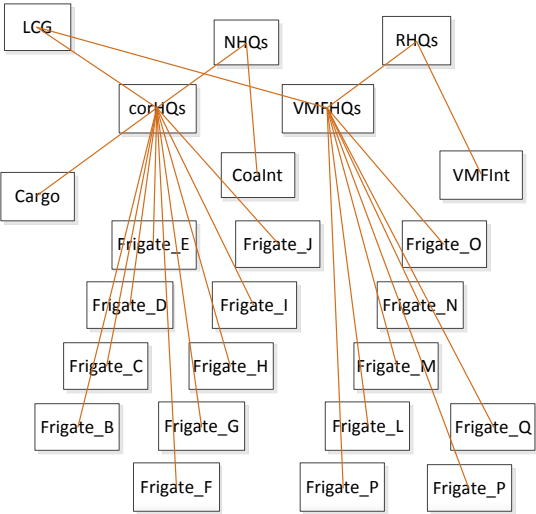 LCG
NHQs
RHQs
corHQs
VMFHQs
CoaInt
VMFInt
Cargo
Frigate_E
Frigate_J
Frigate_O
Frigate_D
Frigate_I
Frigate_N
Frigate_C
Frigate_H
Frigate_M
Frigate_B
Frigate_G
Frigate_L
Frigate_Q
Frigate_F
Frigate_P
Frigate_P